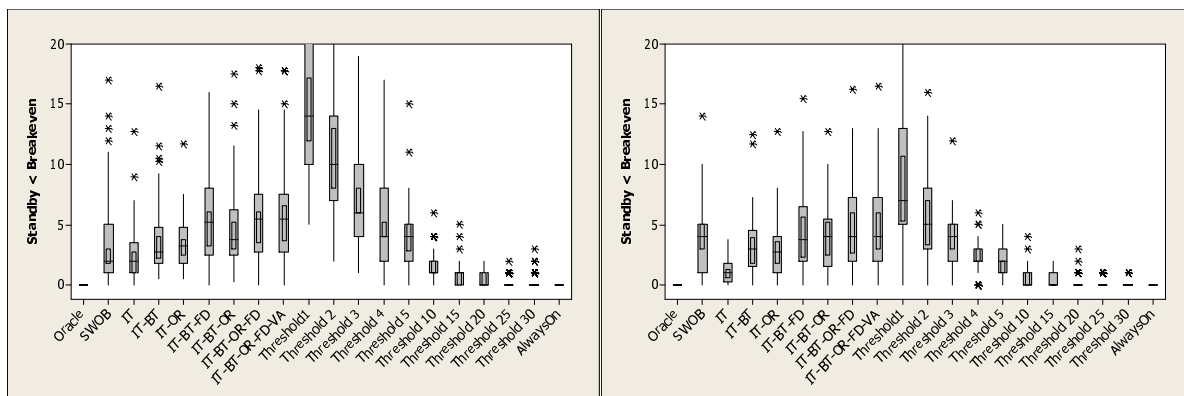 20
15
10
5
0
Standby < Breakeven
Oracle
SWOB
IT
IT-BT
IT-OR
IT-BT-FD
IT-BT-OR
IT-BT-OR-FD
IT-BT-OR-FD-VA
Threshold1
Threshold 2
Threshold 3
Threshold 4
Threshold 5
Threshold 10
Threshold 15
Threshold 20
Threshold 25
Threshold 30
AlwaysOn
20
15
10
5
0
Standby < Breakeven
Oracle
SWOB
IT
IT-BT
IT-OR
IT-BT-FD
IT-BT-OR
IT-BT-OR-FD
IT-BT-OR-FD-VA
Threshold1
Threshold 2
Threshold 3
Threshold 4
Threshold 5
Threshold 10
Threshold 15
Threshold 20
Threshold 25
Threshold 30
AlwaysOn